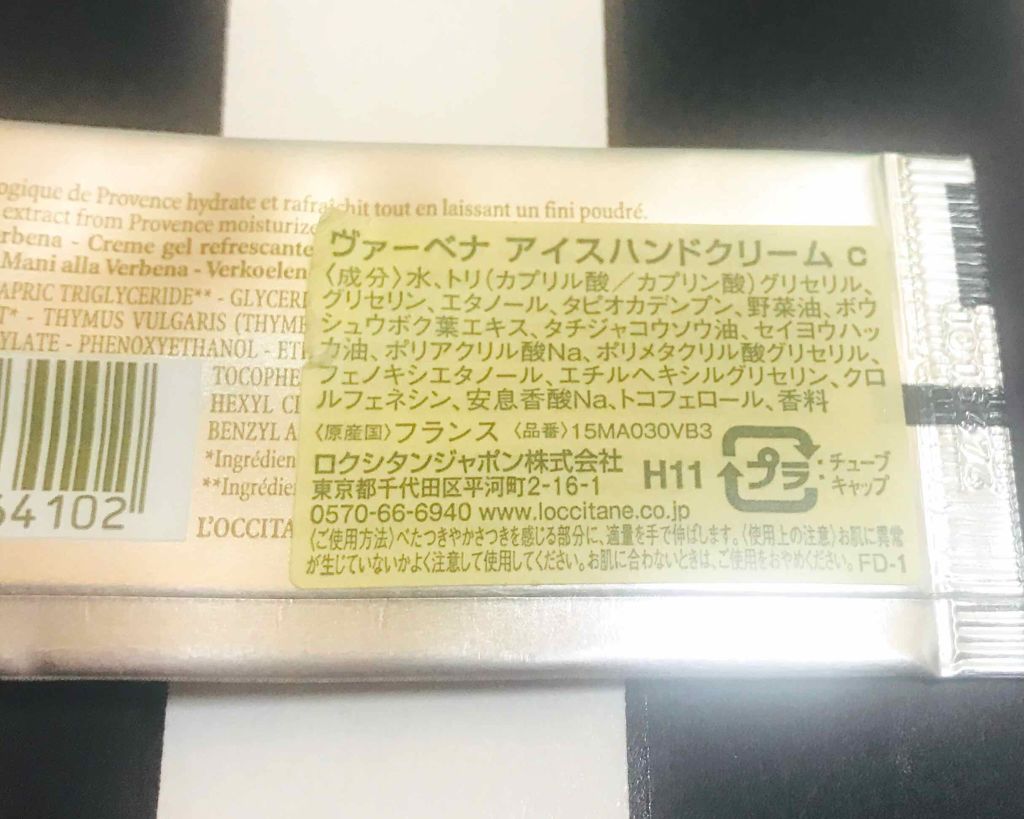 ogique de Provence hydrate et rafraîchit tout en laissant un fini poudré.
extract from Provence moisturize
rbena - Creme gel refrescante
Mani alla Verbena - Verkoelen
APRIC TRIGLYCERIDE** - GLYCERI
T* - THYMUS VULGARIS (THYME
YLATE - PHENOXYETHANOL - ET
TOCOPHE
HEXYL CI
BENZYL A
*Ingrédien
**Ingrédie
L'OCCITA
64102
ヴァーベナ アイスハンドクリーム c
〈成分〉水、トリ(カプリル酸／カプリン酸)グリセリル、
グリセリン、エタノール、タピオカデンプン、野菜油、ボウ
シュウボク葉エキス、タチジャコウソウ油、セイヨウハッ
カ油、ポリアクリル酸Na、ポリメタクリル酸グリセリル、
フェノキシエタノール、エチルヘキシルグリセリン、クロ
ルフェネシン、安息香酸Na、トコフェロール、香料
〈原産国〉フランス 〈品番〉15MA030VB3
ロクシタンジャポン株式会社
東京都千代田区平河町2-16-1
H11
プラ
：チューブ
キャップ
0570-66-6940 www.loccitane.co.jp
〈ご使用方法〉べたつきやかさつきを感じる部分に、適量を手で伸ばします。〈使用上の注意〉お肌に異常
が生じていないかよく注意して使用してください。お肌に合わないときは、ご使用をおやめください。 FD-1